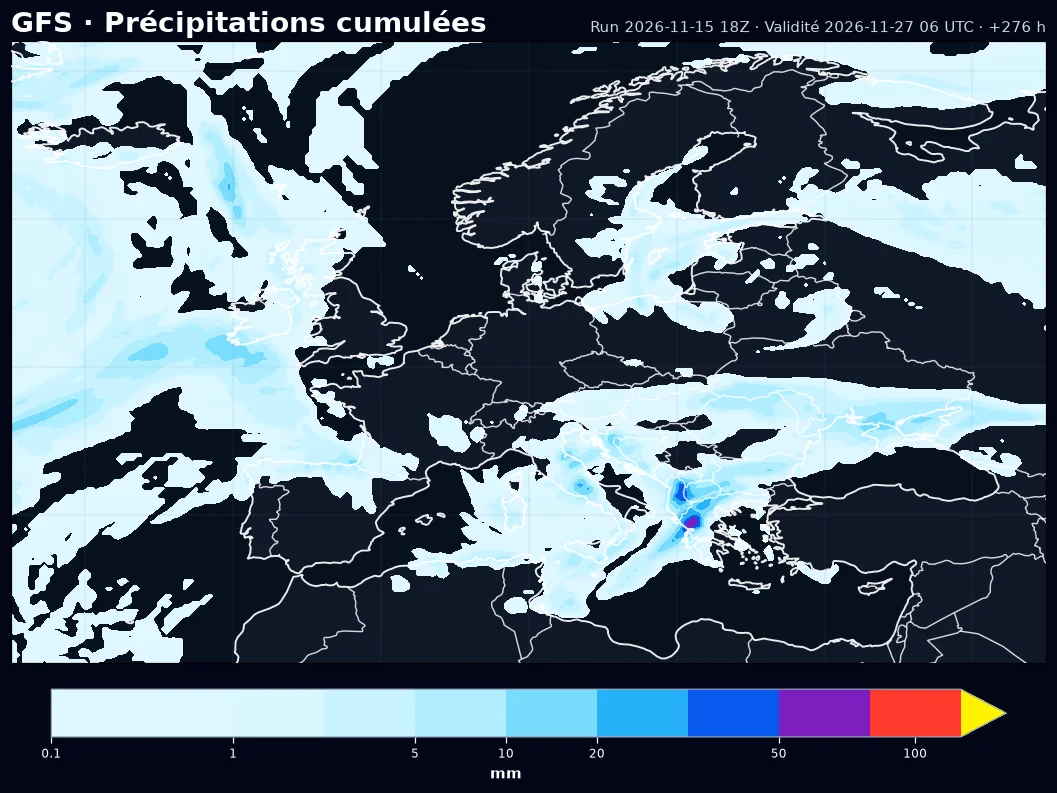 GFS · Précipitations cumulées
Run 2026-11-15 18Z · Validité 2026-11-27 06 UTC · +276 h
0.1 1 5 10 20 50 100
mm